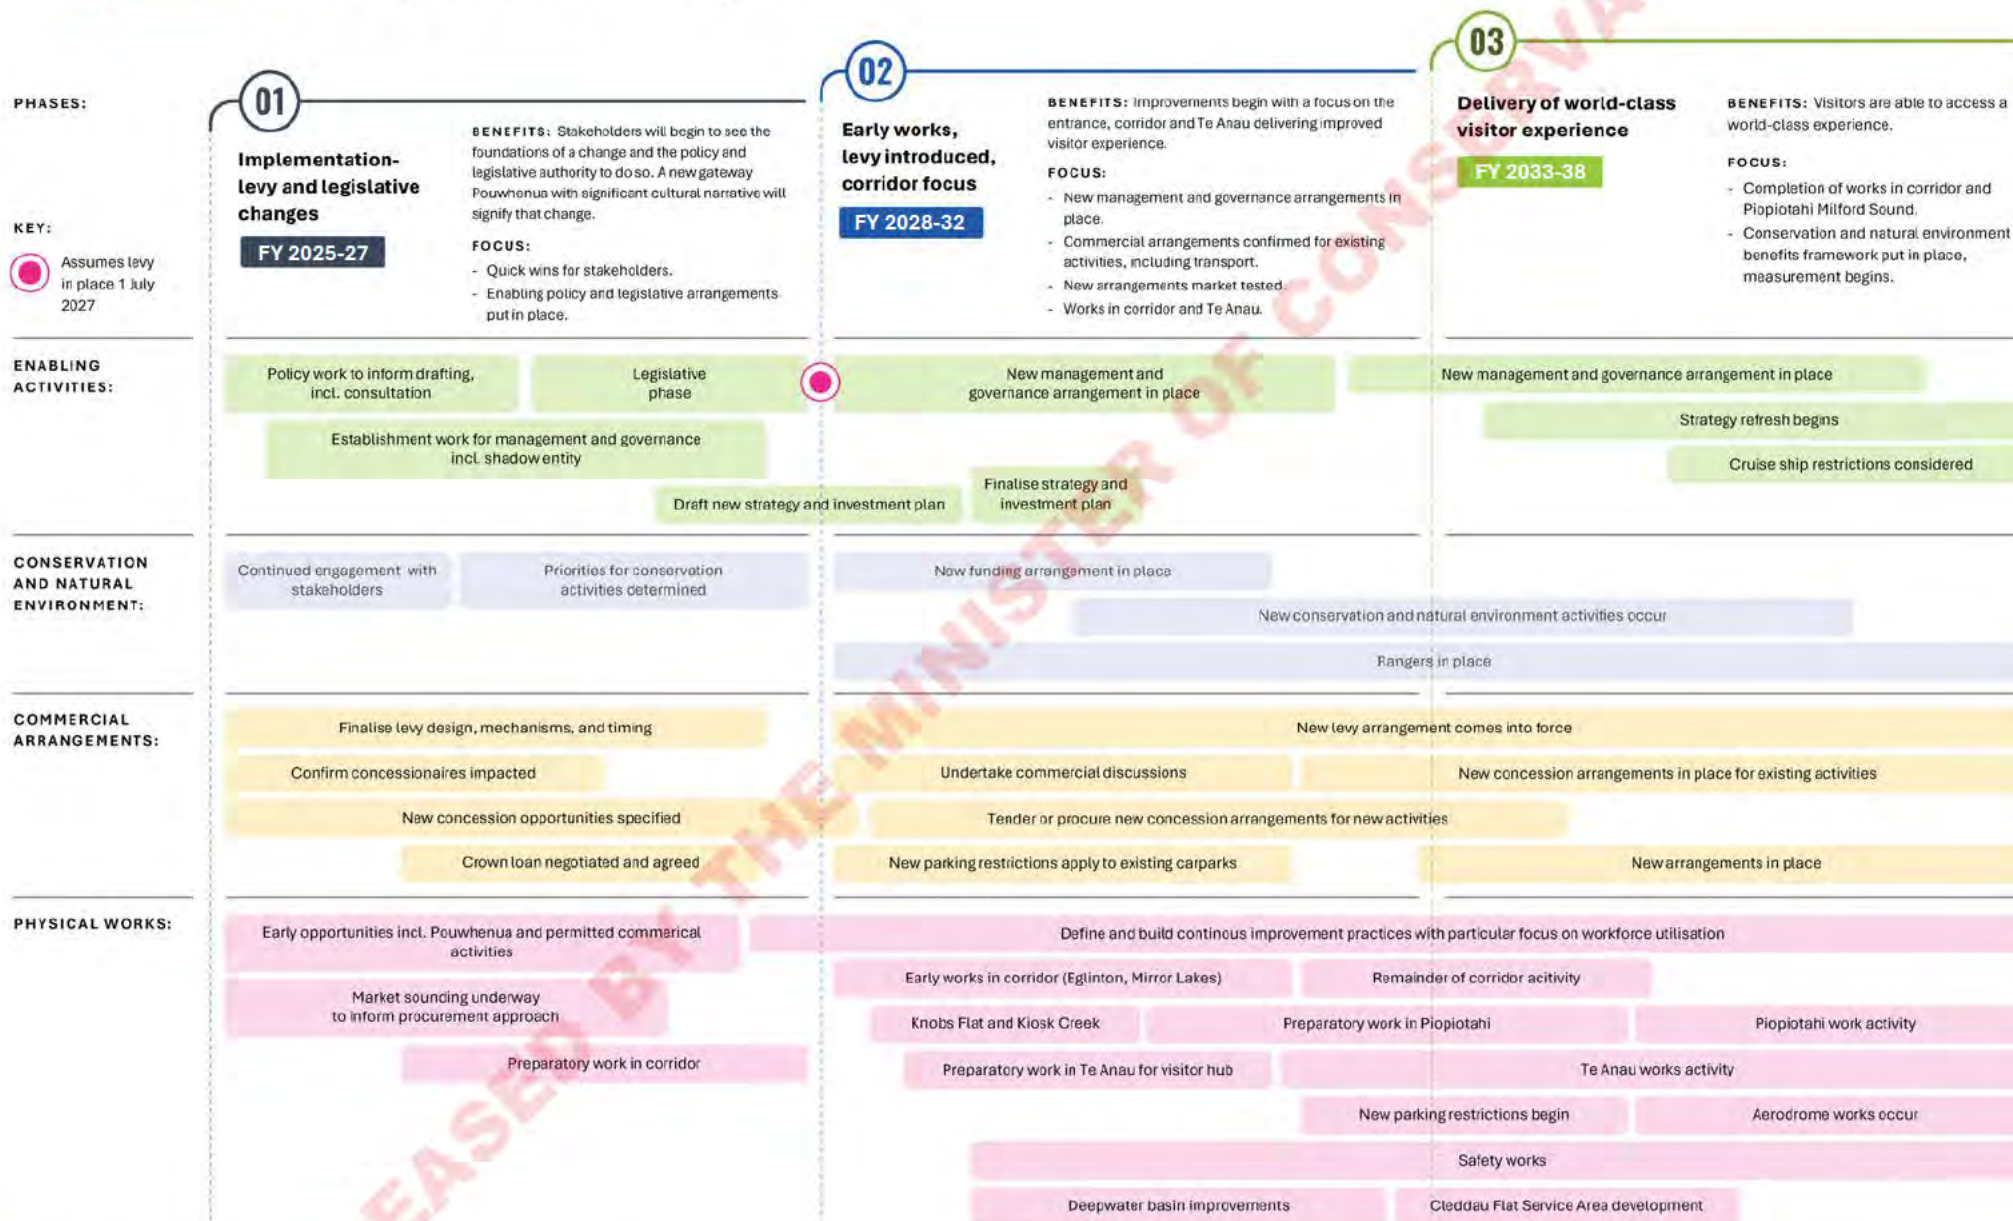 PHASES:
KEY:
Assumes levy
in place 1 July
2027
01
Implementation-
levy and legislative
changes
FY 2025-27
BENEFITS: Stakeholders will begin to see the
foundations of a change and the policy and
legislative authority to do so. A new gateway
Pouwhenua with significant cultural narrative will
signify that change.
FOCUS:
- Quick wins for stakeholders.
- Enabling policy and legislative arrangements
put in place.
02
Early works,
levy introduced,
corridor focus
FY 2028-32
BENEFITS: Improvements begin with a focus on the
entrance, corridor and Te Anau delivering improved
visitor experience.
FOCUS:
- New management and governance arrangements in
place.
- Commercial arrangements confirmed for existing
activities, including transport.
- New arrangements market tested.
- Works in corridor and Te Anau.
03
Delivery of world-class
visitor experience
FY 2033-38
BENEFITS: Visitors are able to access a
world-class experience.
FOCUS:
- Completion of works in corridor and
Piopiotahi Milford Sound.
- Conservation and natural environment
benefits framework put in place,
measurement begins.
ENABLING
ACTIVITIES:
Policy work to inform drafting,
incl. consultation
Legislative
phase
New management and
governance arrangement in place
New management and governance arrangement in place
Establishment work for management and governance
incl. shadow entity
Strategy refresh begins
Cruise ship restrictions considered
Draft new strategy and investment plan
Finalise strategy and
investment plan
CONSERVATION
AND NATURAL
ENVIRONMENT:
Continued engagement with
stakeholders
Priorities for conservation
activities determined
New funding arrangement in place
New conservation and natural environment activities occur
Rangers in place
COMMERCIAL
ARRANGEMENTS:
Finalise levy design, mechanisms, and timing
New levy arrangement comes into force
Confirm concessionaires impacted
Undertake commercial discussions
New concession arrangements in place for existing activities
New concession opportunities specified
Tender or procure new concession arrangements for new activities
Crown loan negotiated and agreed
New parking restrictions apply to existing carparks
New arrangements in place
PHYSICAL WORKS:
Early opportunities incl. Pouwhenua and permitted commerical
activities
Define and build continous improvement practices with particular focus on workforce utilisation
Market sounding underway
to inform procurement approach
Early works in corridor (Eglinton, Mirror Lakes)
Remainder of corridor acitivity
Knobs Flat and Kiosk Creek
Preparatory work in Piopiotahi
Piopiotahi work activity
Preparatory work in corridor
Preparatory work in Te Anau for visitor hub
Te Anau works activity
New parking restrictions begin
Aerodrome works occur
Safety works
Deepwater basin improvements
Cleddau Flat Service Area development
EASED BY THE MINISTER OF CONSERVA